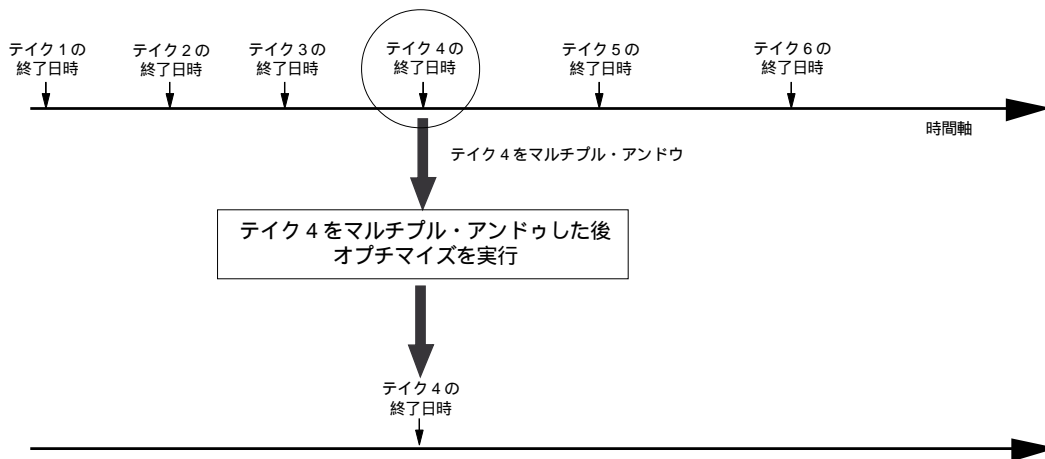 テイク1の
終了日時
テイク2の
終了日時
テイク3の
終了日時
テイク4の
終了日時
テイク5の
終了日時
テイク6の
終了日時
時間軸
テイク4をマルチプル・アンドウ
テイク4をマルチプル・アンドゥした後
オプチマイズを実行
テイク4の
終了日時